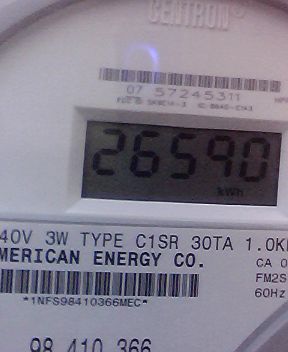 CENTRON®
07 57245311
26590
kWh
40V 3W TYPE C1SR 30TA 1.0K
MERICAN ENERGY CO.
CA 0
FM2S
60Hz
*1NFS98410366MEC*
98 410 366